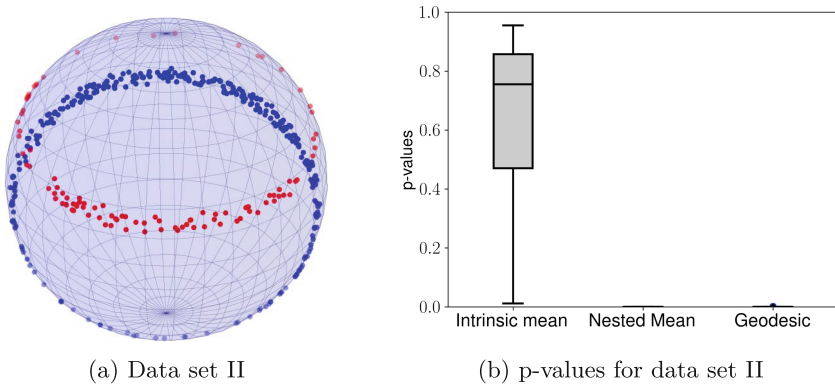 1.0
0.8
0.6
0.4
0.2
0.0
p-values
Intrinsic mean Nested Mean Geodesic
(a) Data set II
(b) p-values for data set II